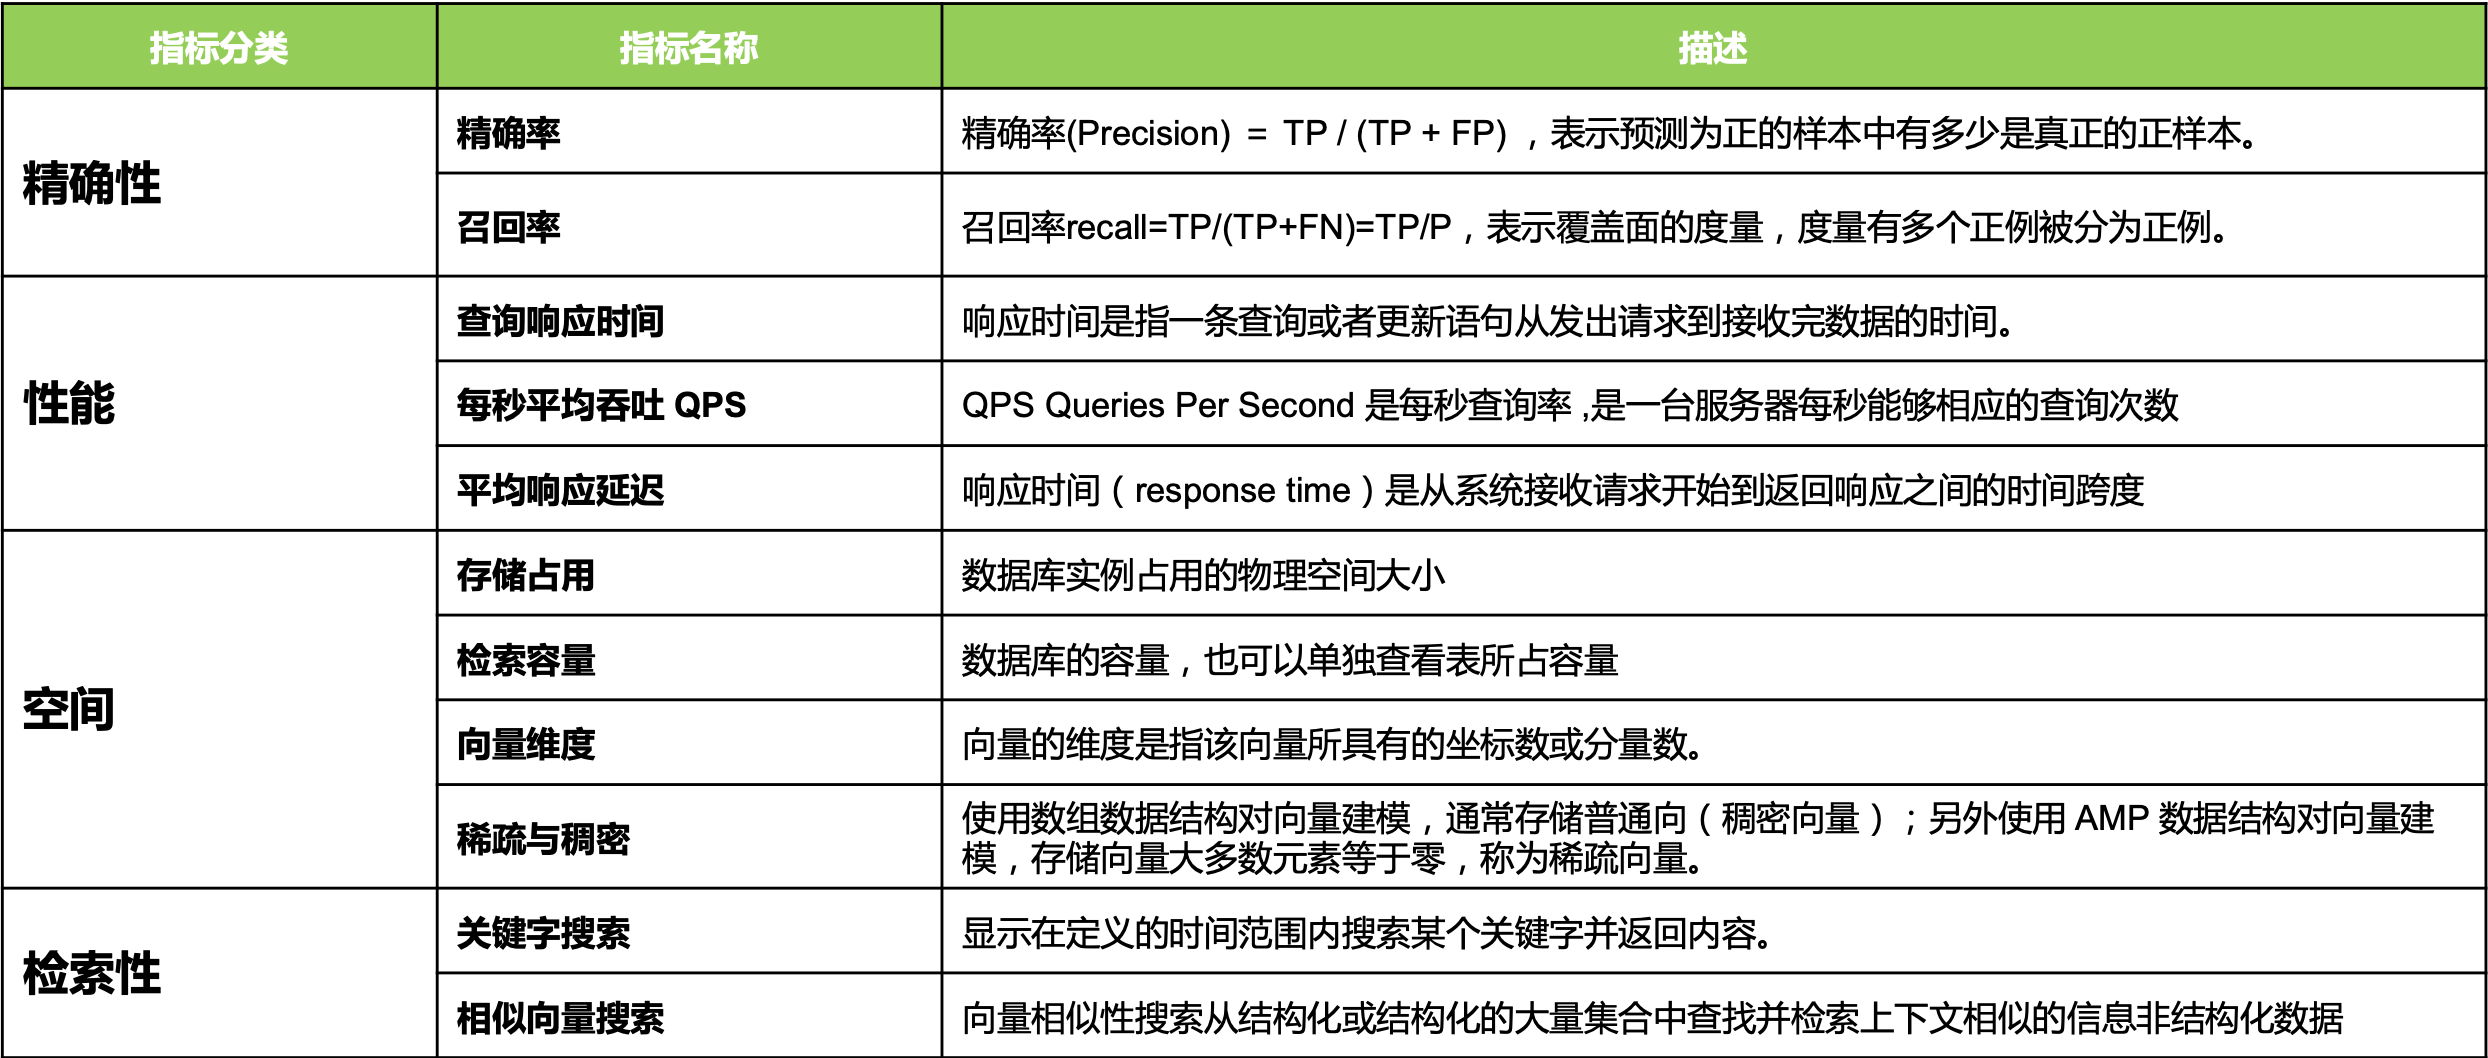 指标分类 指标名称 描述
精确性
精确率 精确率(Precision) = TP / (TP + FP) ，表示预测为正的样本中有多少是真正的正样本。
召回率 召回率recall=TP/(TP+FN)=TP/P，表示覆盖面的度量，度量有多个正例被分为正例。
性能
查询响应时间 响应时间是指一条查询或者更新语句从发出请求到接收完数据的时间。
每秒平均吞吐 QPS QPS Queries Per Second 是每秒查询率 ,是一台服务器每秒能够相应的查询次数
平均响应延迟 响应时间（response time）是从系统接收请求开始到返回响应之间的时间跨度
空间
存储占用 数据库实例占用的物理空间大小
检索容量 数据库的容量，也可以单独查看表所占容量
向量维度 向量的维度是指该向量所具有的坐标数或分量数。
稀疏与稠密 使用数组数据结构对向量建模，通常存储普通向（稠密向量）；另外使用 AMP 数据结构对向量建
模，存储向量大多数元素等于零，称为稀疏向量。
检索性
关键字搜索 显示在定义的时间范围内搜索某个关键字并返回内容。
相似向量搜索 向量相似性搜索从结构化或结构化的大量集合中查找并检索上下文相似的信息非结构化数据